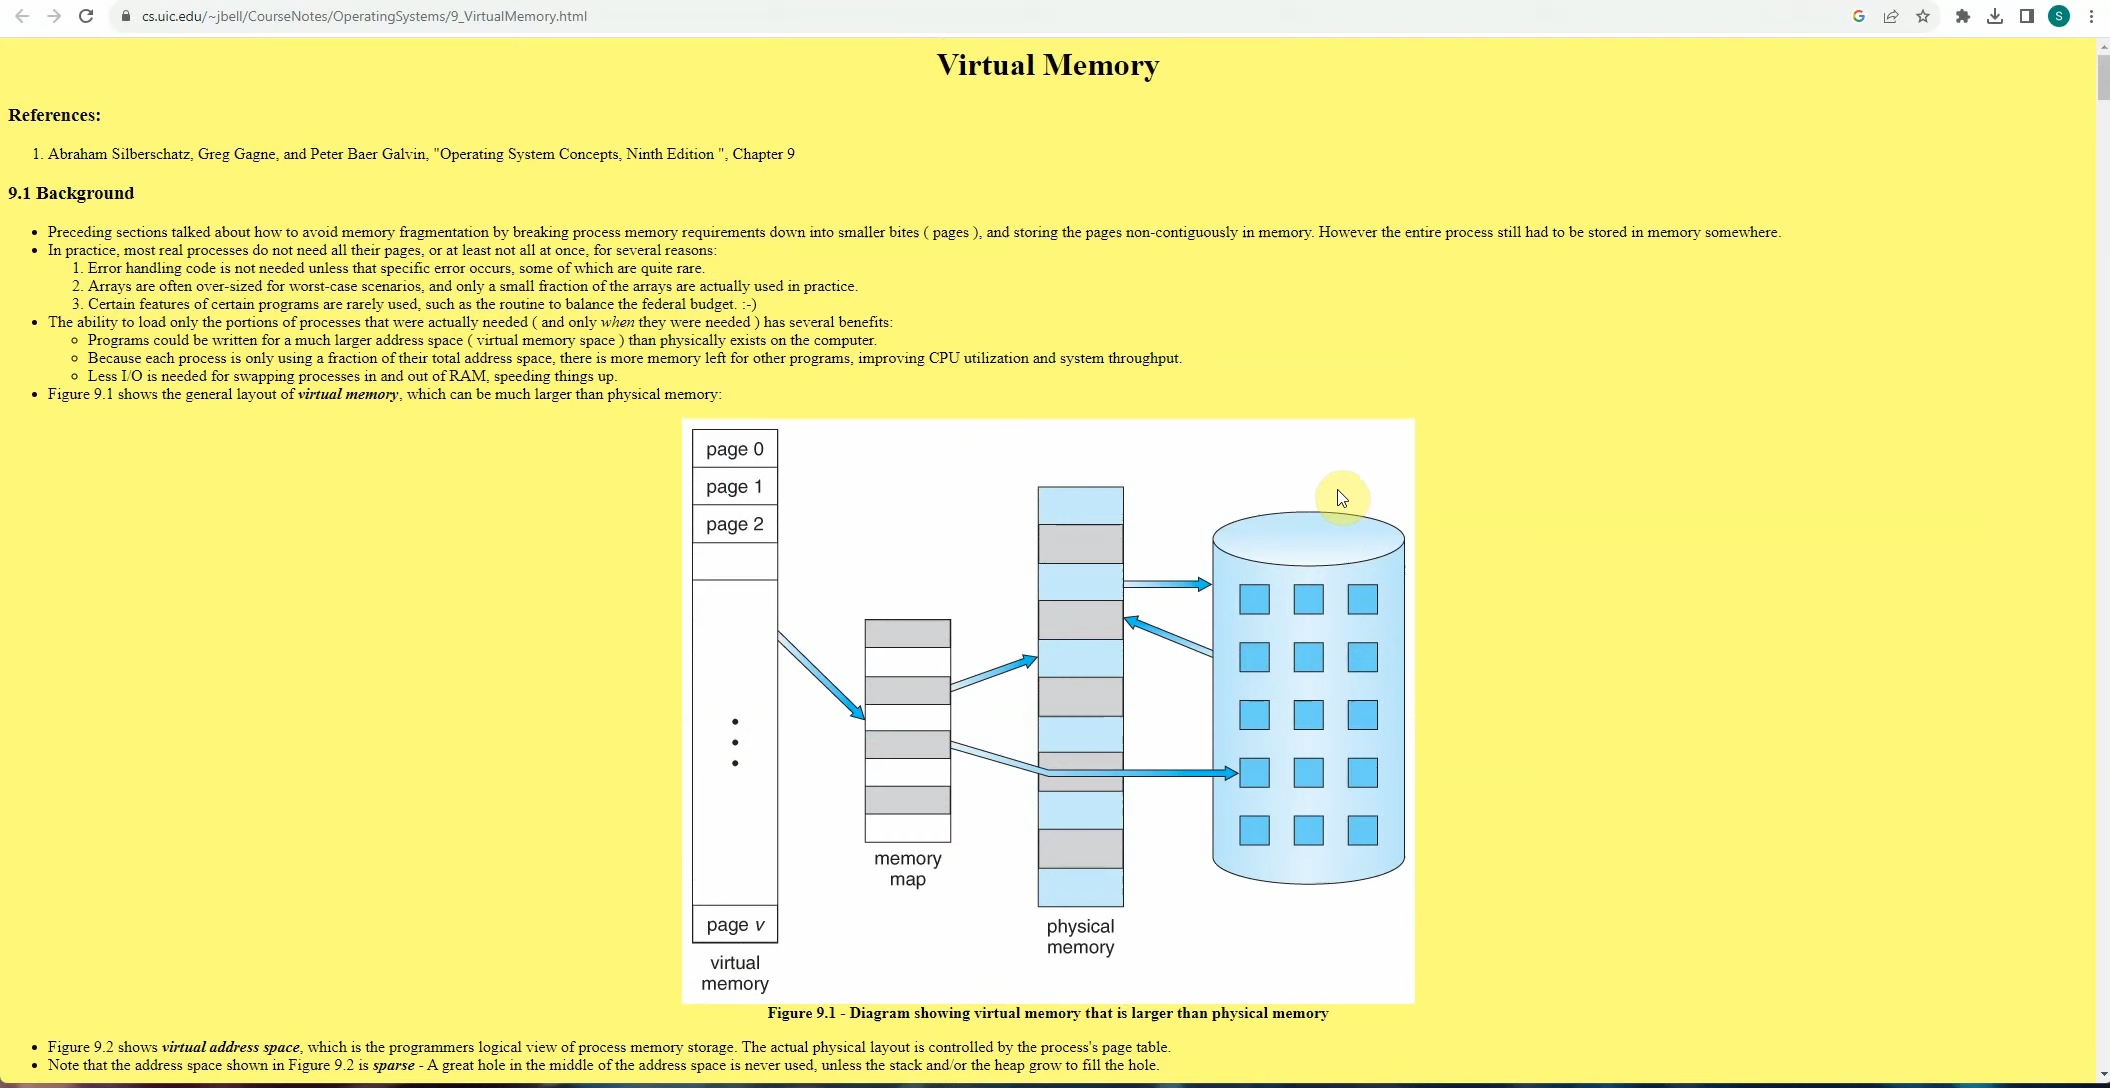 cs.uic.edu/~jbell/CourseNotes/OperatingSystems/9_VirtualMemory.html
S
Virtual Memory
References:
1. Abraham Silberschatz, Greg Gagne, and Peter Baer Galvin, "Operating System Concepts, Ninth Edition ", Chapter 9
9.1 Background
• Preceding sections talked about how to avoid memory fragmentation by breaking process memory requirements down into smaller bites ( pages ), and storing the pages non-contiguously in memory. However the entire process still had to be stored in memory somewhere.
• In practice, most real processes do not need all their pages, or at least not all at once, for several reasons:
1. Error handling code is not needed unless that specific error occurs, some of which are quite rare.
2. Arrays are often over-sized for worst-case scenarios, and only a small fraction of the arrays are actually used in practice.
3. Certain features of certain programs are rarely used, such as the routine to balance the federal budget. :-)
• The ability to load only the portions of processes that were actually needed ( and only when they were needed ) has several benefits:
◦ Programs could be written for a much larger address space ( virtual memory space ) than physically exists on the computer.
◦ Because each process is only using a fraction of their total address space, there is more memory left for other programs, improving CPU utilization and system throughput.
◦ Less I/O is needed for swapping processes in and out of RAM, speeding things up.
• Figure 9.1 shows the general layout of virtual memory, which can be much larger than physical memory:
page 0
page 1
page 2
page v
virtual
memory
memory
map
physical
memory
Figure 9.1 - Diagram showing virtual memory that is larger than physical memory
• Figure 9.2 shows virtual address space, which is the programmers logical view of process memory storage. The actual physical layout is controlled by the process's page table.
• Note that the address space shown in Figure 9.2 is sparse - A great hole in the middle of the address space is never used, unless the stack and/or the heap grow to fill the hole.